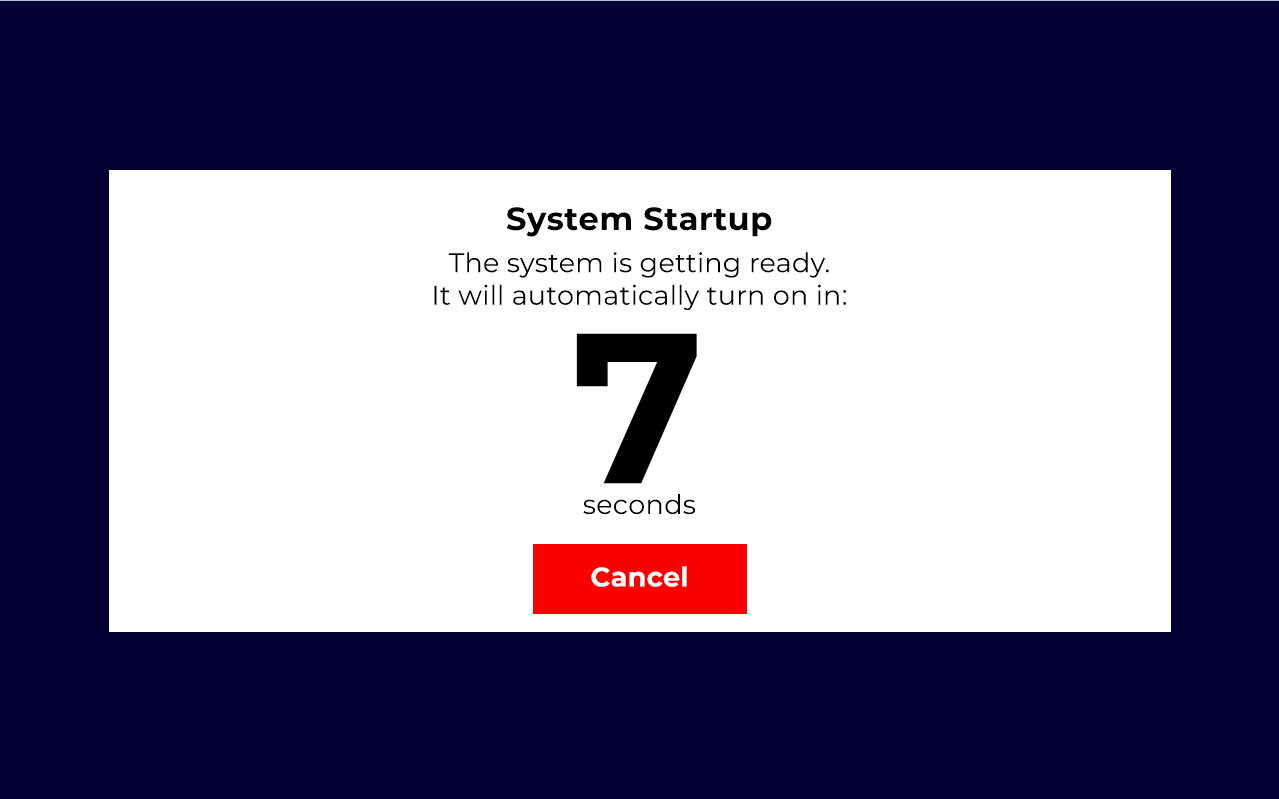 System Startup
The system is getting ready.
It will automatically turn on in:
7
seconds
Cancel